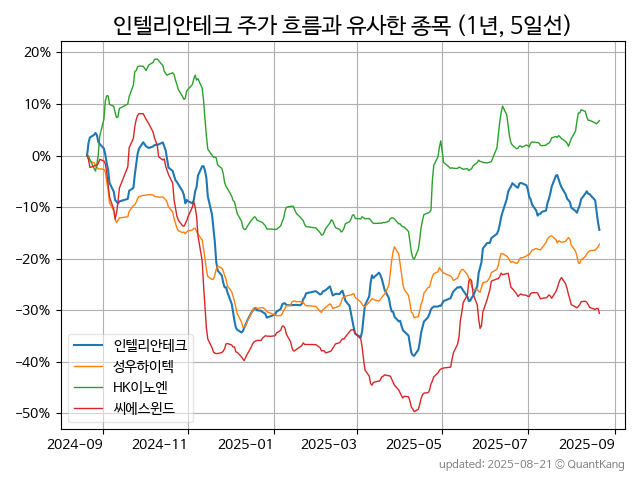 인텔리안테크 주가 흐름과 유사한 종목 (1년, 5일선)
20%
10%
0%
−10%
−20%
−30%
−40%
−50%
인텔리안테크
성우하이텍
HK이노엔
씨에스윈드
2024-09 2024-11 2025-01 2025-03 2025-05 2025-07 2025-09
updated: 2025-08-21 © QuantKang